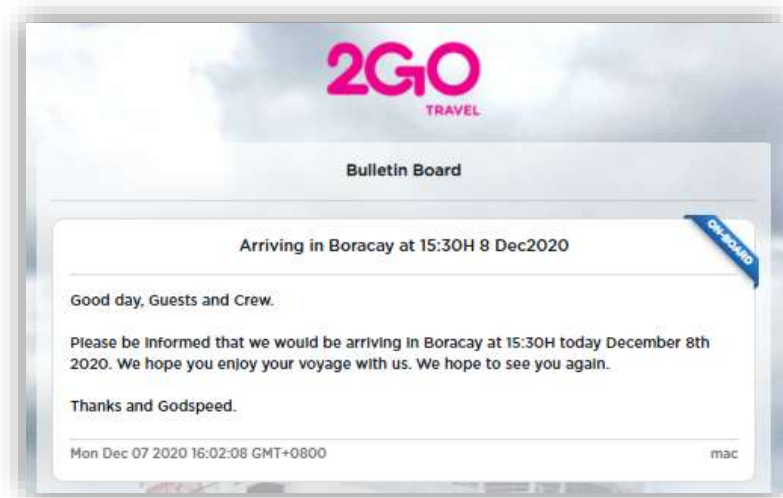 2GO
TRAVEL
Bulletin Board
ON-BOARD
Arriving in Boracay at 15:30H 8 Dec2020
Good day, Guests and Crew.
Please be informed that we would be arriving in Boracay at 15:30H today December 8th
2020. We hope you enjoy your voyage with us. We hope to see you again.
Thanks and Godspeed.
Mon Dec 07 2020 16:02:08 GMT+0800 mac